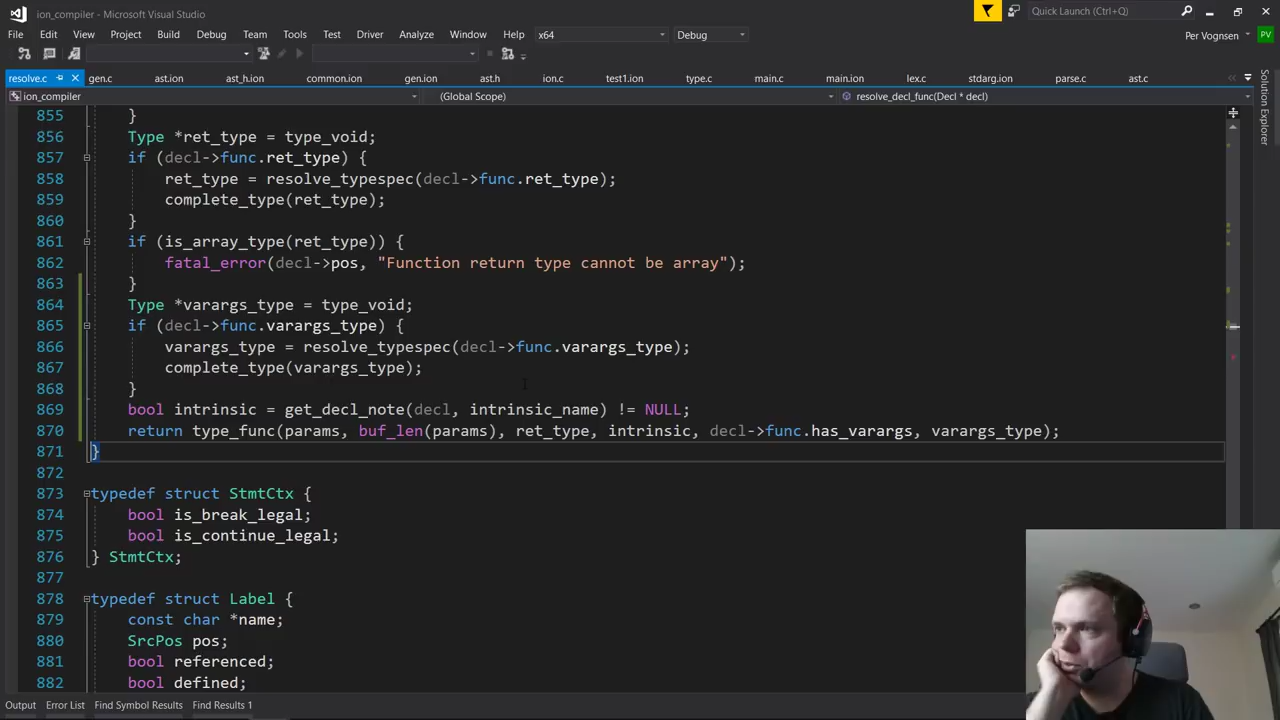 ion_compiler - Microsoft Visual Studio
Quick Launch (Ctrl+Q)
File Edit View Project Build Debug Team Tools Test Driver Analyze Window Help x64 Debug
Per Vognsen PV
resolve.c gen.c ast.ion ast_h.ion common.ion gen.ion ast.h ion.c test1.ion type.c main.c main.ion lex.c stdarg.ion parse.c ast.c
ion_compiler (Global Scope) resolve_decl_func(Decl * decl)
Solution Explorer
855 }
856 Type *ret_type = type_void;
857 if (decl->func.ret_type) {
858 ret_type = resolve_typespec(decl->func.ret_type);
859 complete_type(ret_type);
860 }
861 if (is_array_type(ret_type)) {
862 fatal_error(decl->pos, "Function return type cannot be array");
863 }
864 Type *varargs_type = type_void;
865 if (decl->func.varargs_type) {
866 varargs_type = resolve_typespec(decl->func.varargs_type);
867 complete_type(varargs_type);
868 }
869 bool intrinsic = get_decl_note(decl, intrinsic_name) != NULL;
870 return type_func(params, buf_len(params), ret_type, intrinsic, decl->func.has_varargs, varargs_type);
871 }
872
873 typedef struct StmtCtx {
874 bool is_break_legal;
875 bool is_continue_legal;
876 } StmtCtx;
877
878 typedef struct Label {
879 const char *name;
880 SrcPos pos;
881 bool referenced;
882 bool defined;
Output Error List Find Symbol Results Find Results 1